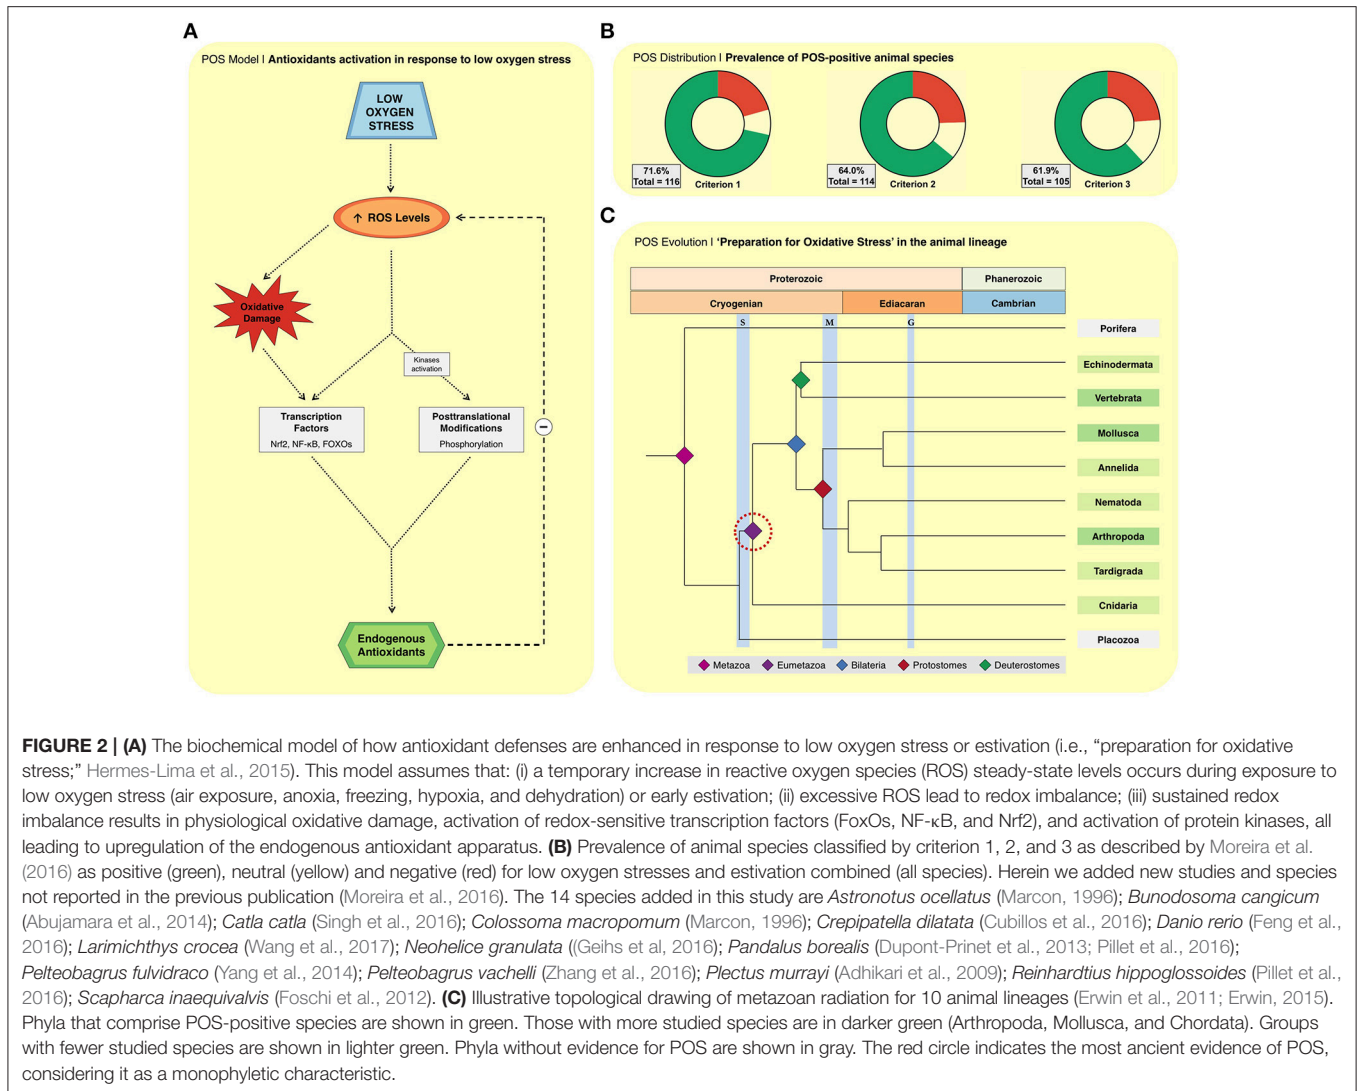 A
POS Model I Antioxidants activation in response to low oxygen stress
LOW
OXYGEN
STRESS
↑ ROS Levels
Oxidative
Damage
Kinases
activation
Transcription
Factors
Nrf2, NF-κB, FOXOs
Posttranslational
Modifications
Phosphorylation
−
Endogenous
Antioxidants
B
POS Distribution I Prevalence of POS-positive animal species
71.6%
Total = 116
Criterion 1
64.0%
Total = 114
Criterion 2
61.9%
Total = 105
Criterion 3
C
POS Evolution I 'Preparation for Oxidative Stress' in the animal lineage
Proterozoic
Phanerozoic
Cryogenian
Ediacaran
Cambrian
S
M
G
Porifera
Echinodermata
Vertebrata
Mollusca
Annelida
Nematoda
Arthropoda
Tardigrada
Cnidaria
Placozoa
Metazoa
Eumetazoa
Bilateria
Protostomes
Deuterostomes
FIGURE 2 | (A) The biochemical model of how antioxidant defenses are enhanced in response to low oxygen stress or estivation (i.e., “preparation for oxidative
stress;” Hermes-Lima et al., 2015). This model assumes that: (i) a temporary increase in reactive oxygen species (ROS) steady-state levels occurs during exposure to
low oxygen stress (air exposure, anoxia, freezing, hypoxia, and dehydration) or early estivation; (ii) excessive ROS lead to redox imbalance; (iii) sustained redox
imbalance results in physiological oxidative damage, activation of redox-sensitive transcription factors (FoxOs, NF-κB, and Nrf2), and activation of protein kinases, all
leading to upregulation of the endogenous antioxidant apparatus. (B) Prevalence of animal species classified by criterion 1, 2, and 3 as described by Moreira et al.
(2016) as positive (green), neutral (yellow) and negative (red) for low oxygen stresses and estivation combined (all species). Herein we added new studies and species
not reported in the previous publication (Moreira et al., 2016). The 14 species added in this study are Astronotus ocellatus (Marcon, 1996); Bunodosoma cangicum
(Abujamara et al., 2014); Catla catla (Singh et al., 2016); Colossoma macropomum (Marcon, 1996); Crepipatella dilatata (Cubillos et al., 2016); Danio rerio (Feng et al.,
2016); Larimichthys crocea (Wang et al., 2017); Neohelice granulata ((Geihs et al, 2016); Pandalus borealis (Dupont-Prinet et al., 2013; Pillet et al., 2016);
Pelteobagrus fulvidraco (Yang et al., 2014); Pelteobagrus vachelli (Zhang et al., 2016); Plectus murrayi (Adhikari et al., 2009); Reinhardtius hippoglossoides (Pillet et al.,
2016); Scapharca inaequivalvis (Foschi et al., 2012). (C) Illustrative topological drawing of metazoan radiation for 10 animal lineages (Erwin et al., 2011; Erwin, 2015).
Phyla that comprise POS-positive species are shown in green. Those with more studied species are in darker green (Arthropoda, Mollusca, and Chordata). Groups
with fewer studied species are shown in lighter green. Phyla without evidence for POS are shown in gray. The red circle indicates the most ancient evidence of POS,
considering it as a monophyletic characteristic.